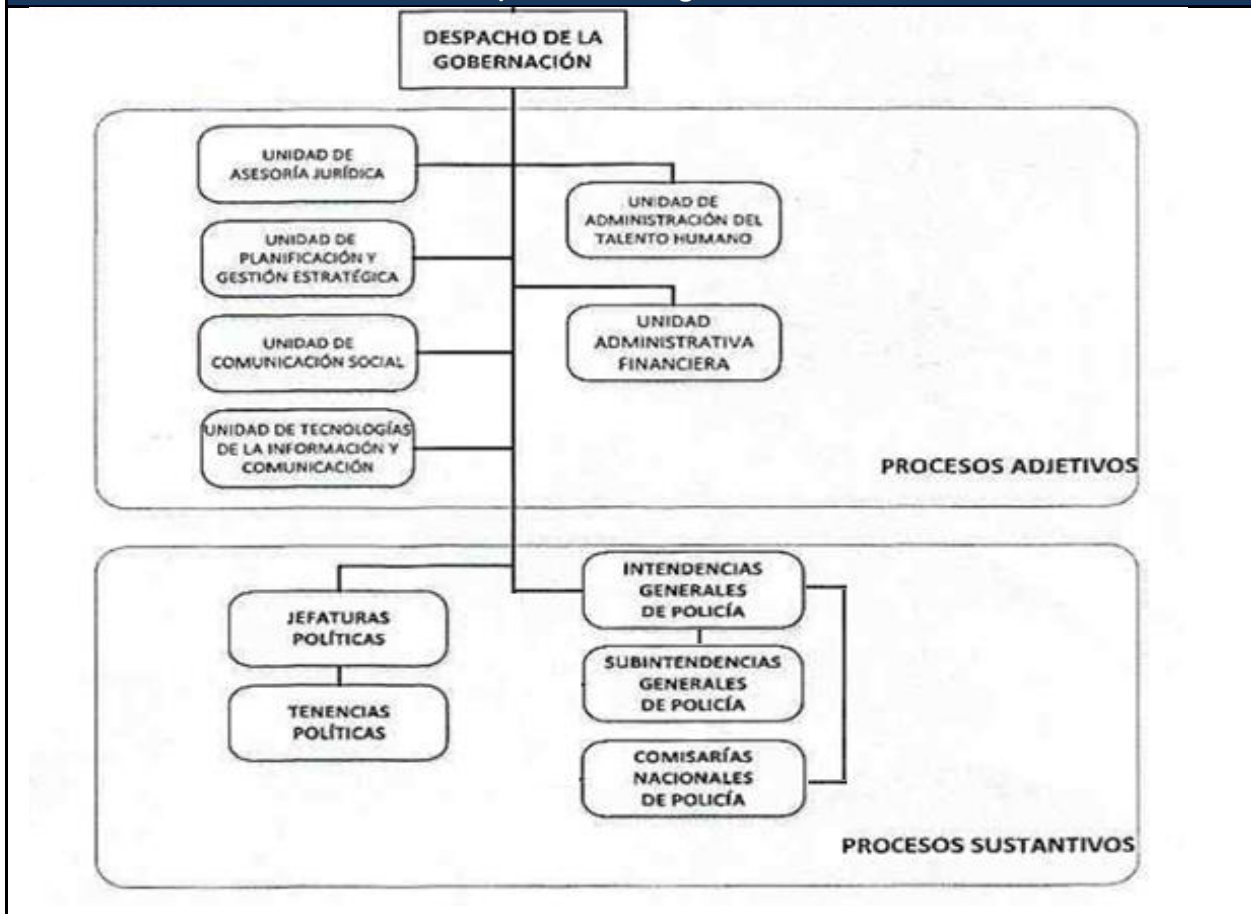 DESPACHO DE LA
GOBERNACIÓN
UNIDAD DE
ASESORÍA JURÍDICA
UNIDAD DE
ADMINISTRACIÓN DEL
TALENTO HUMANO
UNIDAD DE
PLANIFICACIÓN Y
GESTIÓN ESTRATÉGICA
UNIDAD
ADMINISTRATIVA
FINANCIERA
UNIDAD DE
COMUNICACIÓN SOCIAL
UNIDAD DE TECNOLOGÍAS
DE LA INFORMACIÓN Y
COMUNICACIÓN
PROCESOS ADJETIVOS
JEFATURAS
POLÍTICAS
TENENCIAS
POLÍTICAS
INTENDENCIAS
GENERALES
DE POLICÍA
SUBINTENDENCIAS
GENERALES
DE POLICÍA
COMISARÍAS
NACIONALES
DE POLICÍA
PROCESOS SUSTANTIVOS